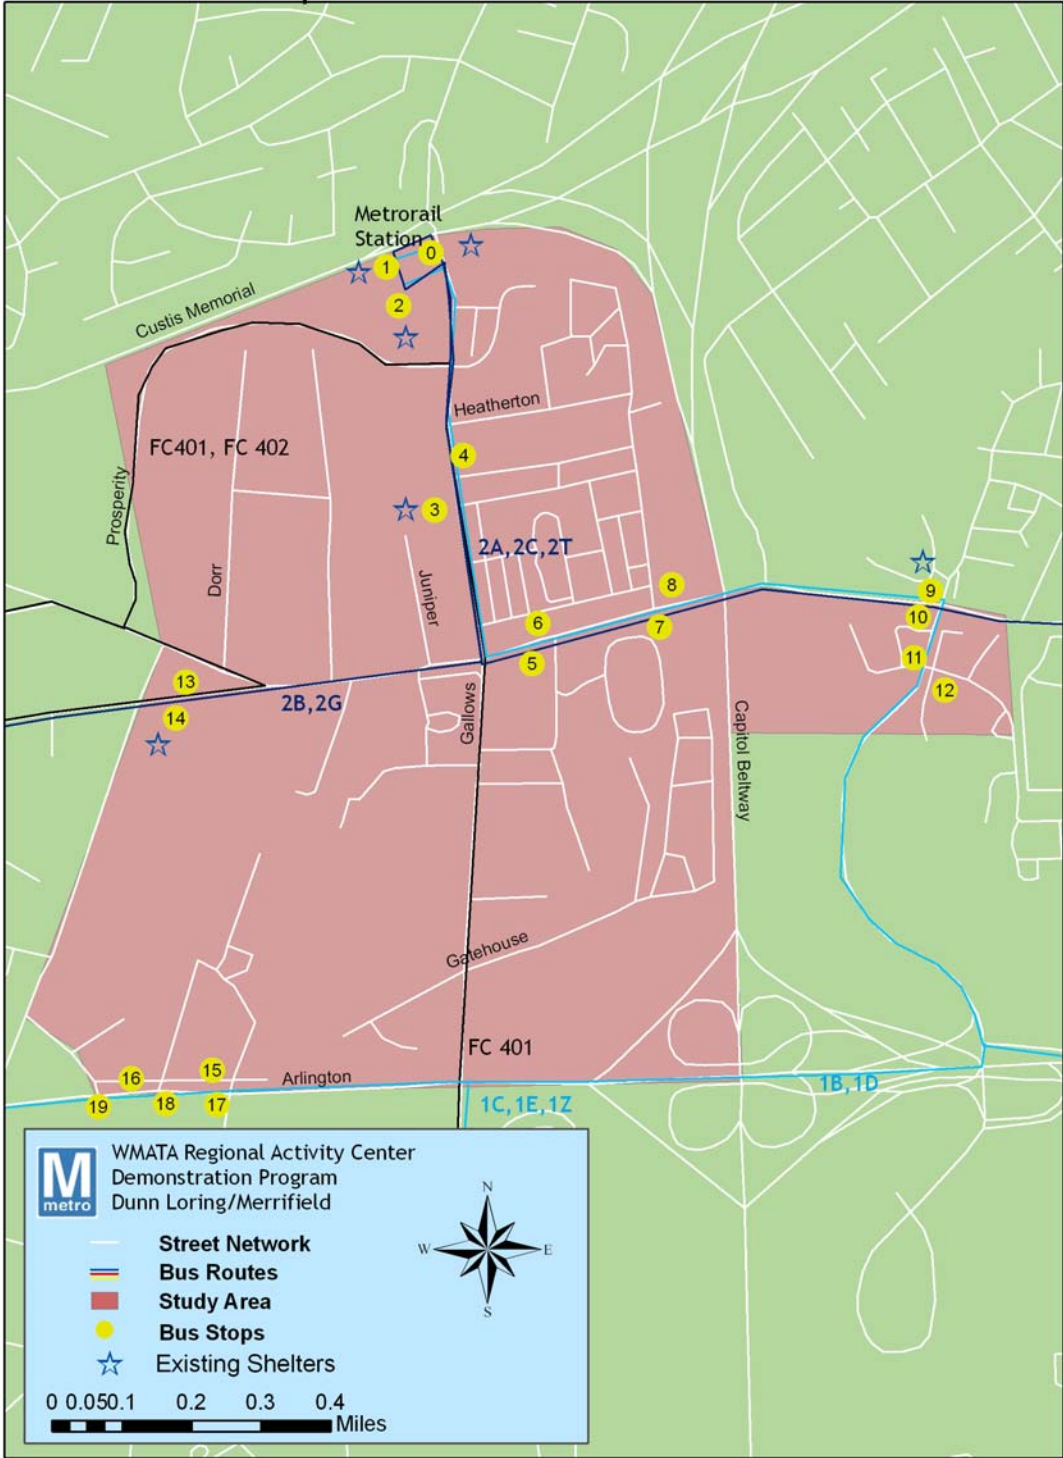 Metrorail
Station
0
1
2
Custis Memorial
Heatherton
FC401, FC 402
4
3
Prosperity
Dorr
Juniper
2A,2C,2T
8
9
6
7
10
5
11
12
13
14
2B,2G
Gallows
Capitol Beltway
Gatehouse
FC 401
15
16
Arlington
1B,1D
19
18
17
1C,1E,1Z
M
metro
WMATA Regional Activity Center
Demonstration Program
Dunn Loring/Merrifield
N
W
E
S
Street Network
Bus Routes
Study Area
Bus Stops
Existing Shelters
0 0.050.1 0.2 0.3 0.4
Miles